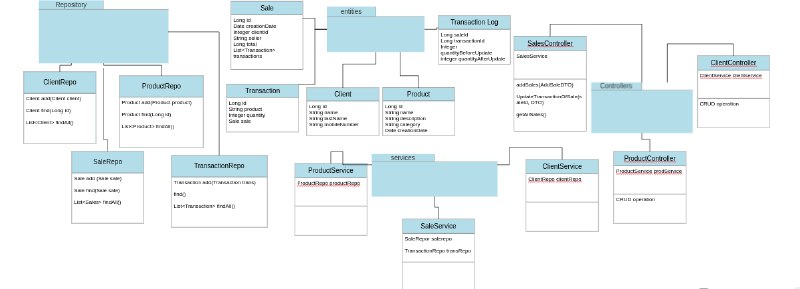 Repository
ClientRepo
Client add(Client client)
Client find(Long id)
List<Client> findAll()
ProductRepo
Product add(Product product)
Product find(Long id)
List<Product> findAll()
SaleRepo
Sale add (Sale sale)
Sale find(Sale sale)
List<Sales> findAll()
TransactionRepo
Transaction add(Transaction trans)
find()
List<Transaction> findAll()
entities
Sale
Long id
Date creationDate
Integer clientId
String seller
Long total
List<Transaction>
transactions
Transaction Log
Long saleId
Long transactionId
Integer
quantityBeforeUpdate
Integer quantityAfterUpdate
Transaction
Long id
String product
Integer quantity
Sale sale
Client
Long id
String name
String lastName
String mobileNumber
Product
Long id
String name
String description
String category
Date creationDate
services
ProductService
ProductRepo productRepo
SaleService
SaleRepor salerepo
TransactionRepo transRepo
ClientService
ClientRepo clientRepo
Controllers
SalesController
SalesService
addSales(AddSaleDTO)
UpdateTransactionOfSale(s
aleId, DTO)
getAllSales()
ClientController
ClientService clientservice
CRUD operation
ProductController
ProductService prodService
CRUD operation